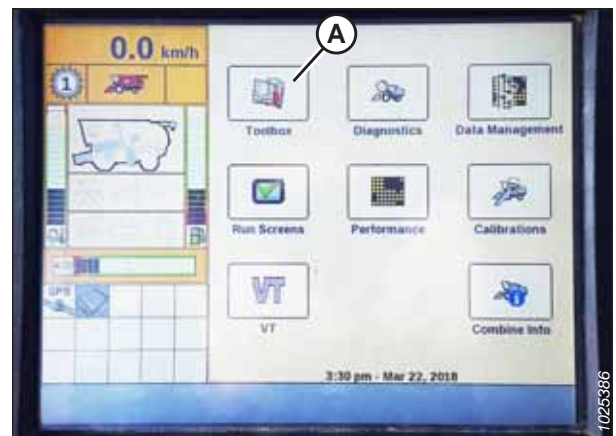 0.0 km/h
A
1
Toolbox
Diagnostics
Data Management
Run Screens
Performance
Calibrations
GPS
VT
VT
Combine Info
3:30 pm - Mar 22, 2018
1025386